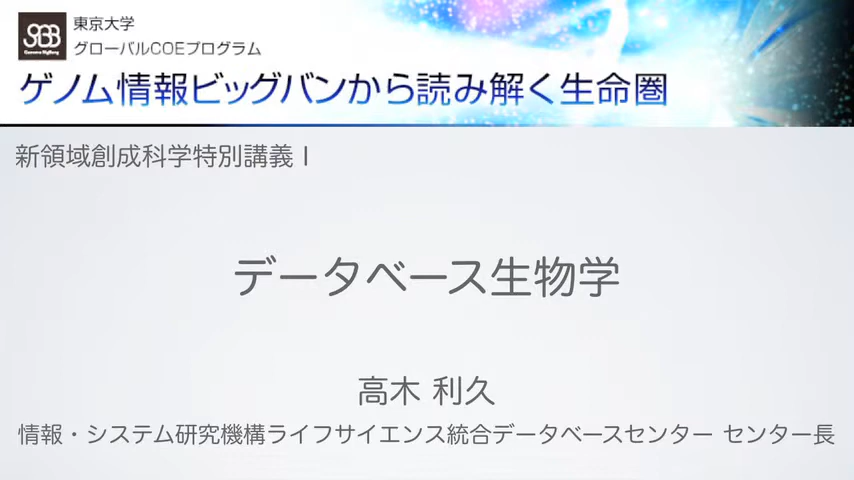 東京大学
グローバルCOEプログラム
ゲノム情報ビッグバンから読み解く生命圏
新領域創成科学特別講義Ⅰ
データベース生物学
高木 利久
情報・システム研究機構ライフサイエンス統合データベースセンター センター長